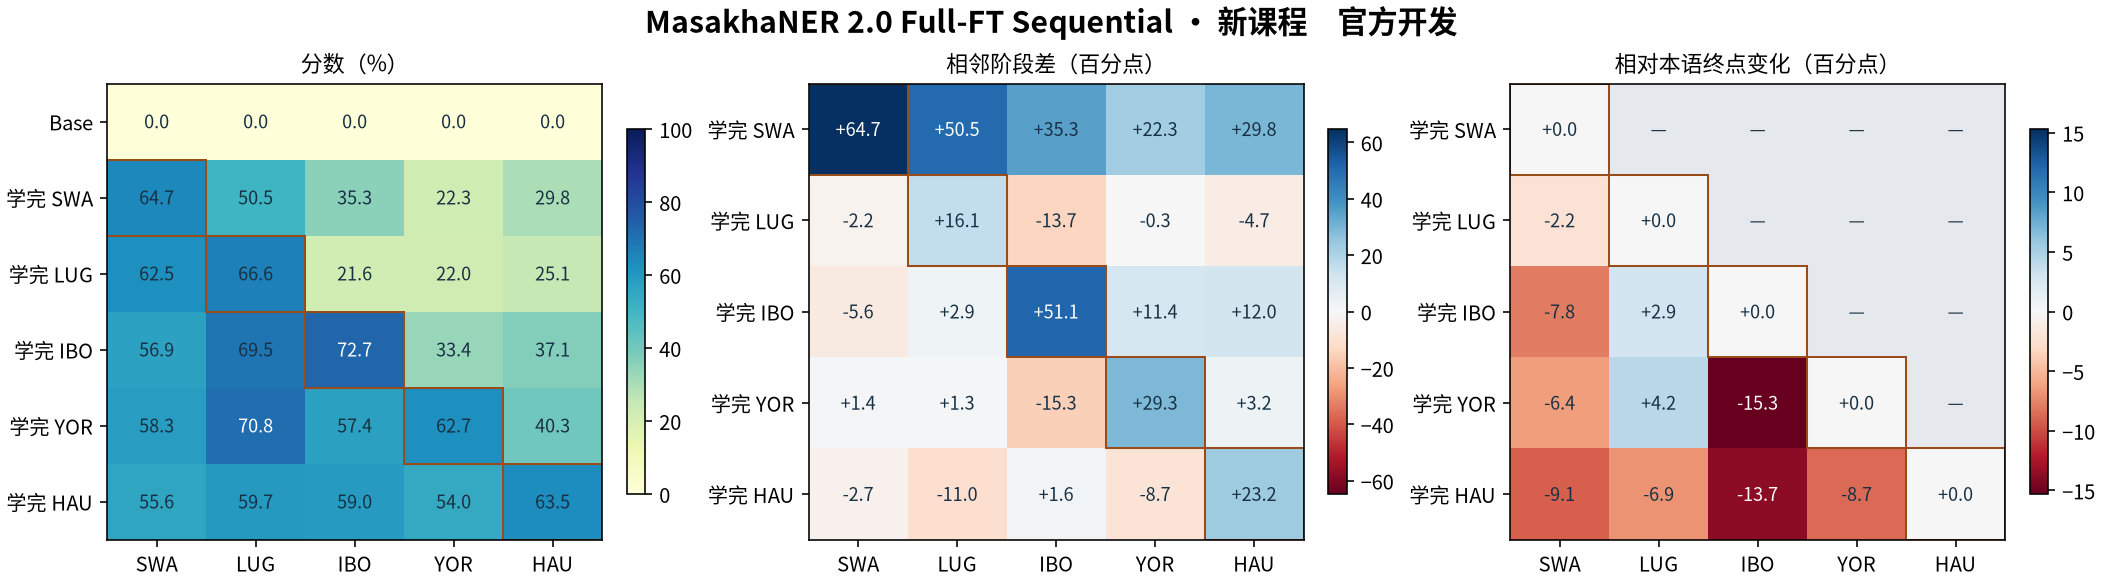 MasakhaNER 2.0 Full-FT Sequential · 新课程　官方开发
分数（%）
Base 0.0 0.0 0.0 0.0 0.0
学完 SWA 64.7 50.5 35.3 22.3 29.8
学完 LUG 62.5 66.6 21.6 22.0 25.1
学完 IBO 56.9 69.5 72.7 33.4 37.1
学完 YOR 58.3 70.8 57.4 62.7 40.3
学完 HAU 55.6 59.7 59.0 54.0 63.5
SWA LUG IBO YOR HAU
100
80
60
40
20
0
相邻阶段差（百分点）
学完 SWA +64.7 +50.5 +35.3 +22.3 +29.8
学完 LUG -2.2 +16.1 -13.7 -0.3 -4.7
学完 IBO -5.6 +2.9 +51.1 +11.4 +12.0
学完 YOR +1.4 +1.3 -15.3 +29.3 +3.2
学完 HAU -2.7 -11.0 +1.6 -8.7 +23.2
SWA LUG IBO YOR HAU
60
40
20
0
−20
−40
−60
相对本语终点变化（百分点）
学完 SWA +0.0 — — — —
学完 LUG -2.2 +0.0 — — —
学完 IBO -7.8 +2.9 +0.0 — —
学完 YOR -6.4 +4.2 -15.3 +0.0 —
学完 HAU -9.1 -6.9 -13.7 -8.7 +0.0
SWA LUG IBO YOR HAU
15
10
5
0
−5
−10
−15